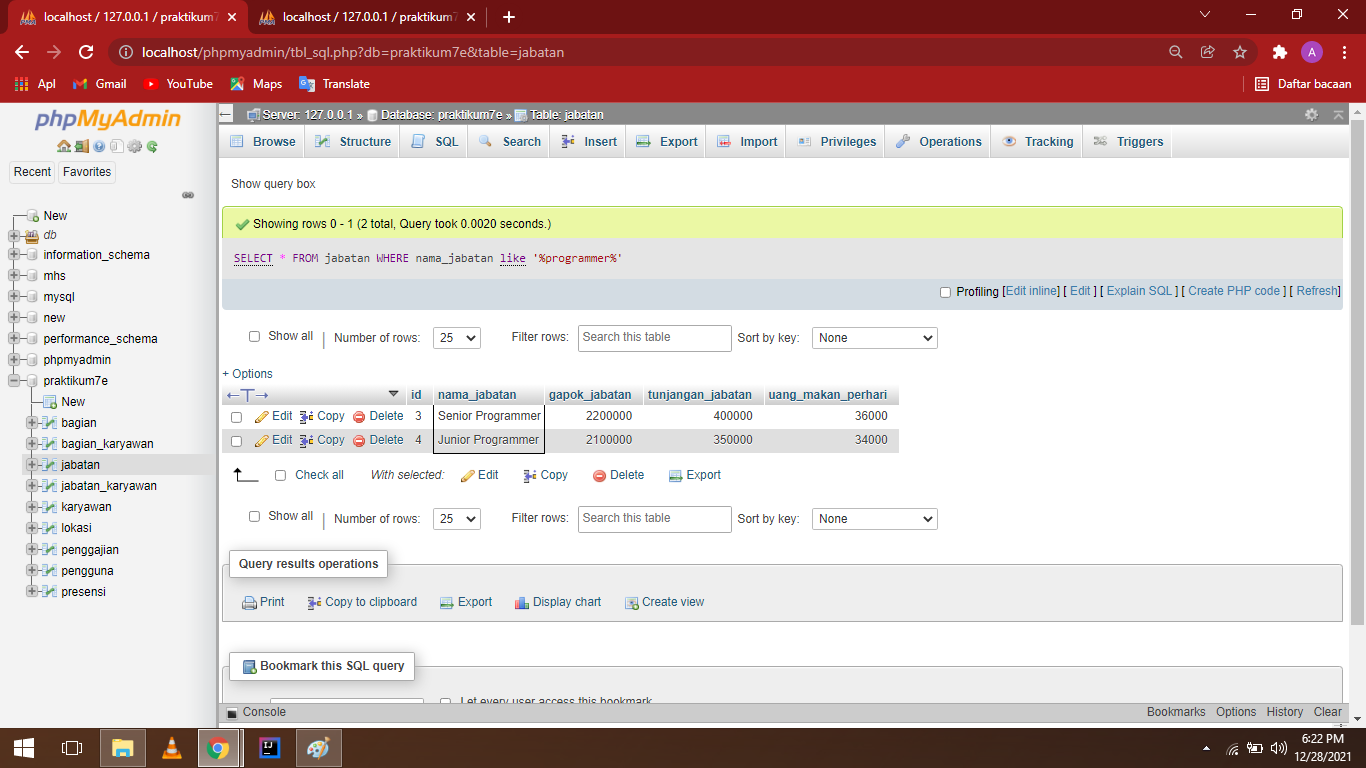 localhost / 127.0.0.1 / praktikum7
localhost / 127.0.0.1 / praktikum7
localhost/phpmyadmin/tbl_sql.php?db=praktikum7e&table=jabatan
A
Apl Gmail YouTube Maps Translate Daftar bacaan
phpMyAdmin
Recent Favorites
New
db
information_schema
mhs
mysql
new
performance_schema
phpmyadmin
praktikum7e
New
bagian
bagian_karyawan
jabatan
jabatan_karyawan
karyawan
lokasi
penggajian
pengguna
presensi
Server: 127.0.0.1 » Database: praktikum7e » Table: jabatan
Browse Structure SQL Search Insert Export Import Privileges Operations Tracking Triggers
Show query box
Showing rows 0 - 1 (2 total, Query took 0.0020 seconds.)
SELECT * FROM jabatan WHERE nama_jabatan like '%programmer%'
Profiling [Edit inline] [ Edit ] [ Explain SQL ] [ Create PHP code ] [ Refresh]
Show all | Number of rows: 25 Filter rows: Search this table Sort by key: None
+ Options
←T→ id nama_jabatan gapok_jabatan tunjangan_jabatan uang_makan_perhari
Edit Copy Delete 3 Senior Programmer 2200000 400000 36000
Edit Copy Delete 4 Junior Programmer 2100000 350000 34000
Check all With selected: Edit Copy Delete Export
Show all | Number of rows: 25 Filter rows: Search this table Sort by key: None
Query results operations
Print Copy to clipboard Export Display chart Create view
Bookmark this SQL query
Let every user access this bookmark
Console Bookmarks Options History Clear
IJ
6:22 PM
12/28/2021